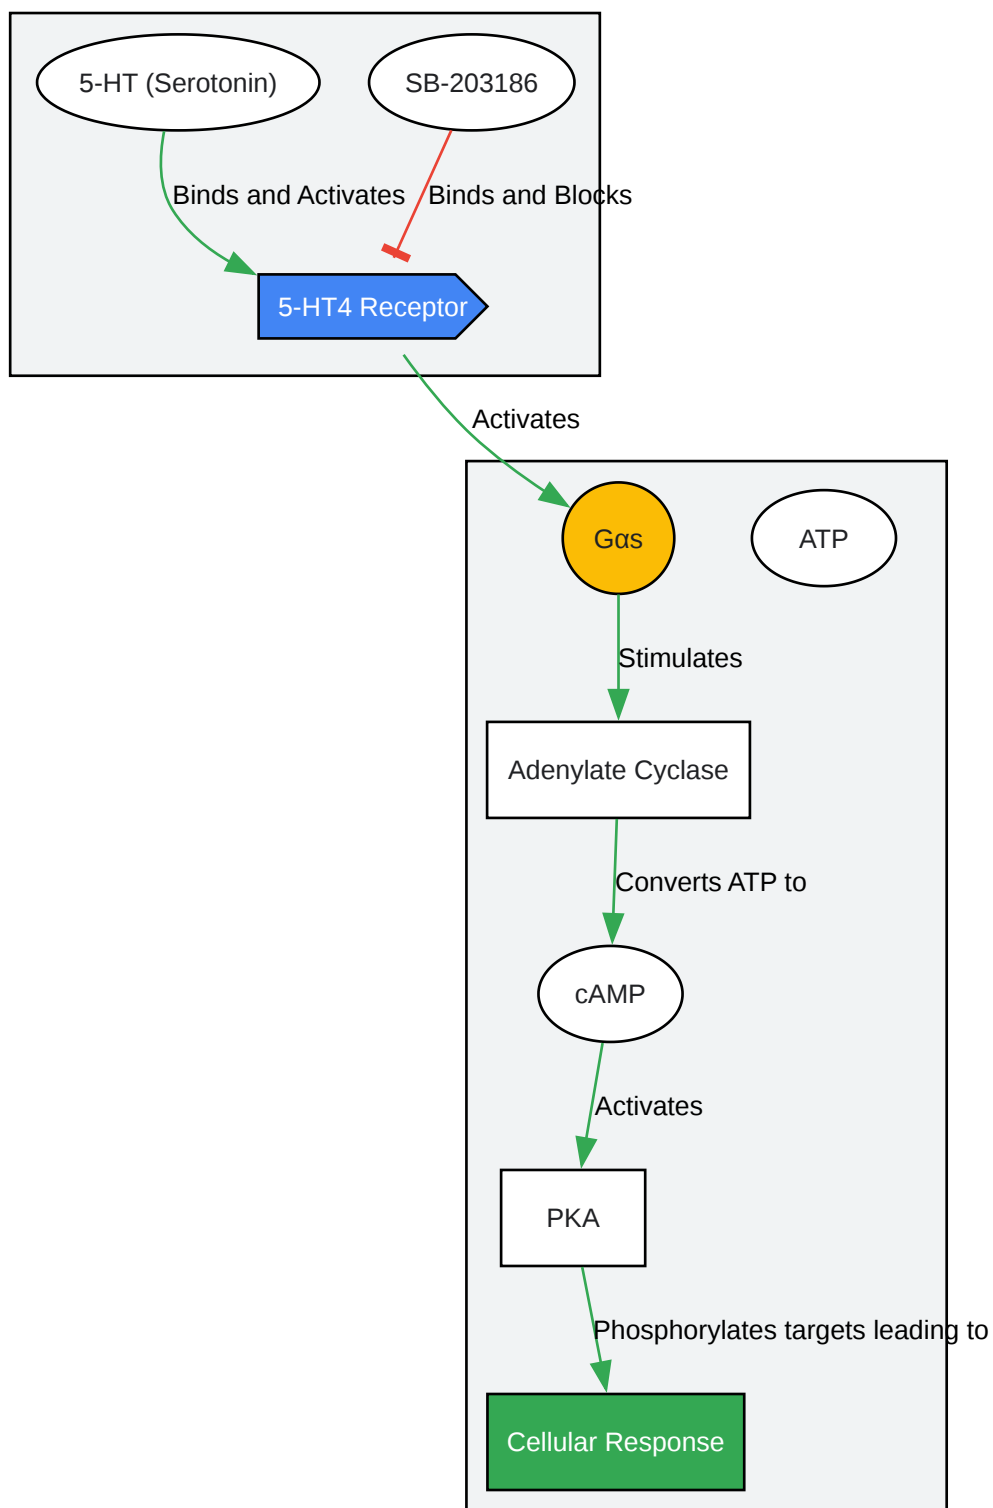 5-HT (Serotonin)
SB-203186
Binds and Activates
Binds and Blocks
5-HT4 Receptor
Activates
Gαs
ATP
Stimulates
Adenylate Cyclase
Converts ATP to
cAMP
Activates
PKA
Phosphorylates targets leading to
Cellular Response